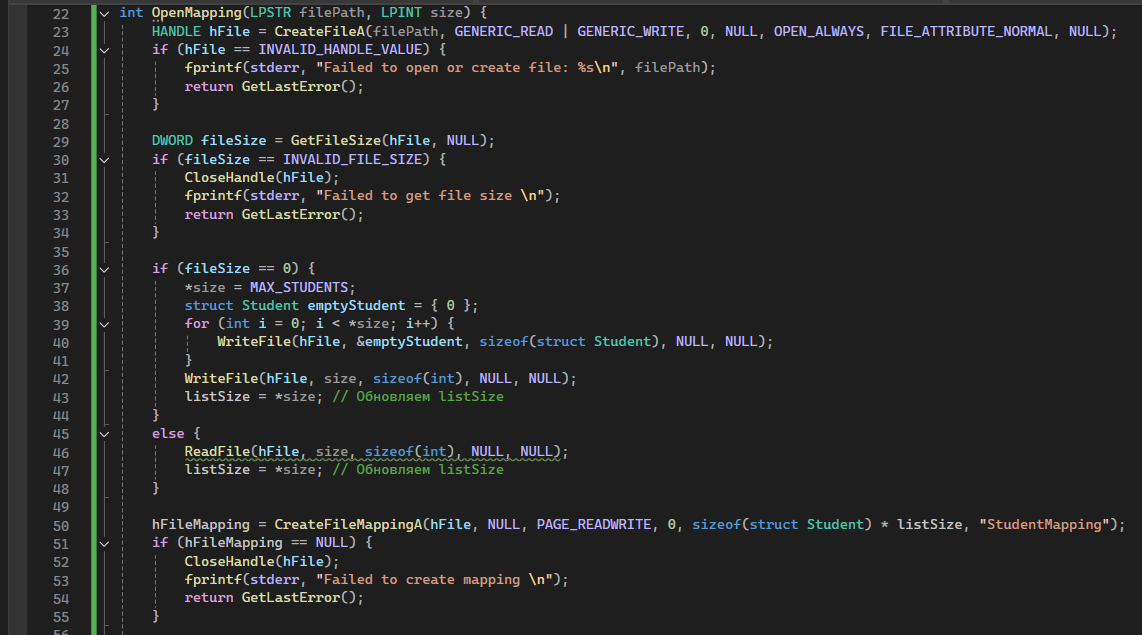 22 int OpenMapping(LPSTR filePath, LPINT size) {
23 HANDLE hFile = CreateFileA(filePath, GENERIC_READ | GENERIC_WRITE, 0, NULL, OPEN_ALWAYS, FILE_ATTRIBUTE_NORMAL, NULL);
24 if (hFile == INVALID_HANDLE_VALUE) {
25 fprintf(stderr, "Failed to open or create file: %s\n", filePath);
26 return GetLastError();
27 }
28
29 DWORD fileSize = GetFileSize(hFile, NULL);
30 if (fileSize == INVALID_FILE_SIZE) {
31 CloseHandle(hFile);
32 fprintf(stderr, "Failed to get file size \n");
33 return GetLastError();
34 }
35
36 if (fileSize == 0) {
37 *size = MAX_STUDENTS;
38 struct Student emptyStudent = { 0 };
39 for (int i = 0; i < *size; i++) {
40 WriteFile(hFile, &emptyStudent, sizeof(struct Student), NULL, NULL);
41 }
42 WriteFile(hFile, size, sizeof(int), NULL, NULL);
43 listSize = *size; // Обновляем listSize
44 }
45 else {
46 ReadFile(hFile, size, sizeof(int), NULL, NULL);
47 listSize = *size; // Обновляем listSize
48 }
49
50 hFileMapping = CreateFileMappingA(hFile, NULL, PAGE_READWRITE, 0, sizeof(struct Student) * listSize, "StudentMapping");
51 if (hFileMapping == NULL) {
52 CloseHandle(hFile);
53 fprintf(stderr, "Failed to create mapping \n");
54 return GetLastError();
55 }
56